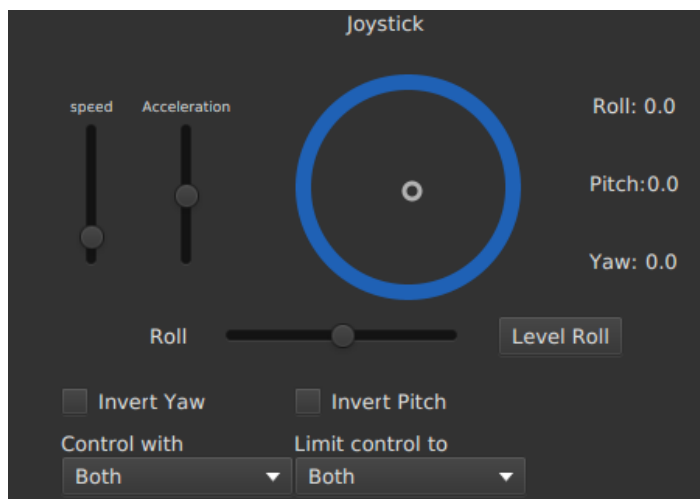 Joystick
speed
Acceleration
Roll: 0.0
Pitch:0.0
Yaw: 0.0
Roll
Level Roll
Invert Yaw
Invert Pitch
Control with
Limit control to
Both
Both